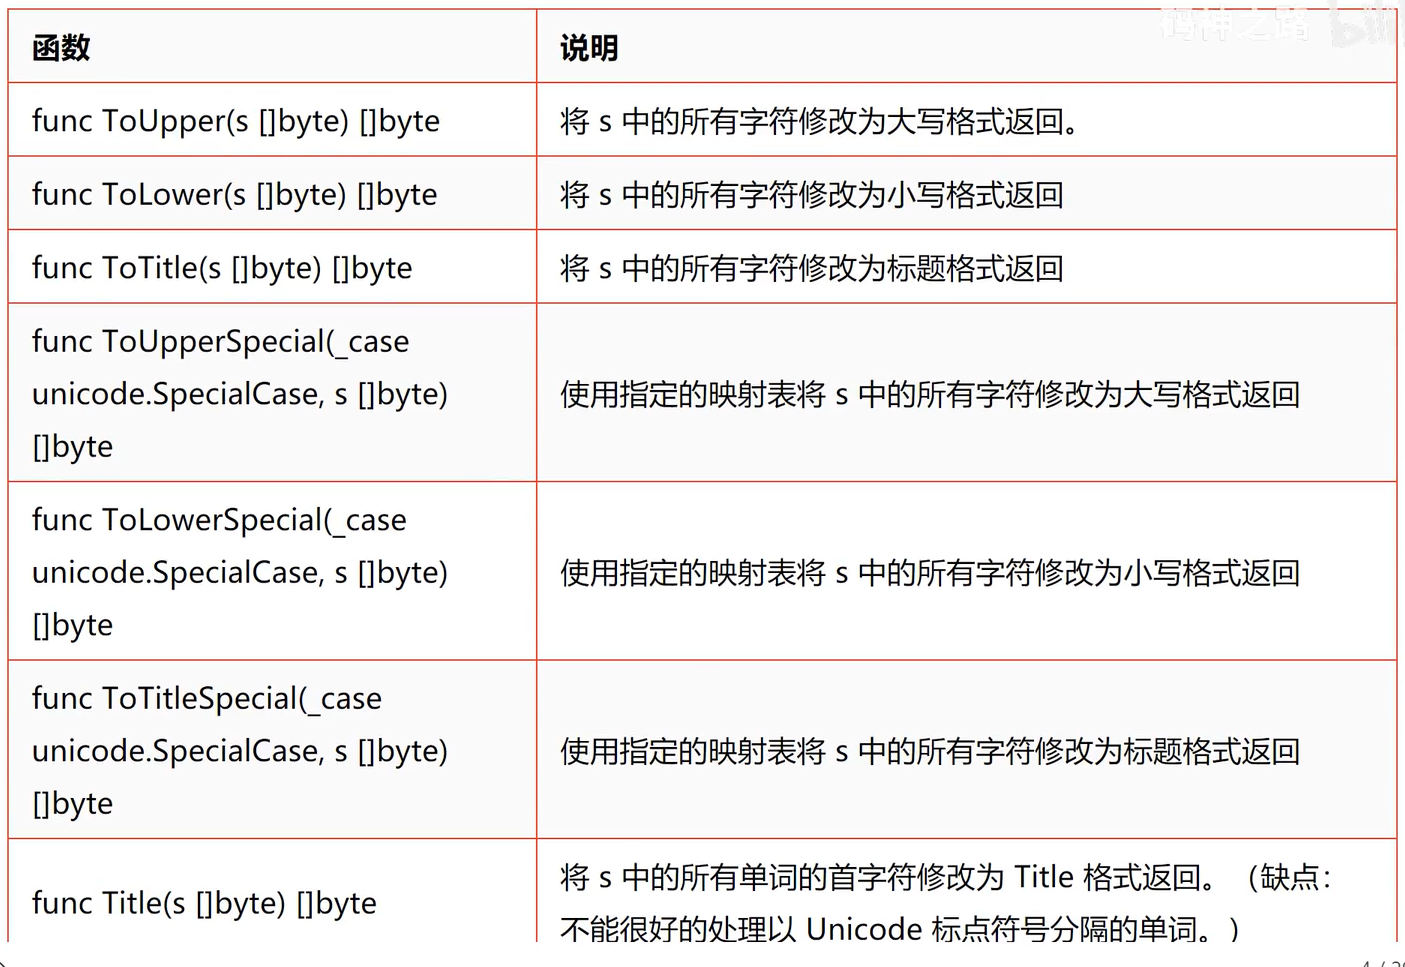 码神之路
函数 说明
func ToUpper(s []byte) []byte 将 s 中的所有字符修改为大写格式返回。
func ToLower(s []byte) []byte 将 s 中的所有字符修改为小写格式返回
func ToTitle(s []byte) []byte 将 s 中的所有字符修改为标题格式返回
func ToUpperSpecial(_case
unicode.SpecialCase, s []byte)
[]byte
使用指定的映射表将 s 中的所有字符修改为大写格式返回
func ToLowerSpecial(_case
unicode.SpecialCase, s []byte)
[]byte
使用指定的映射表将 s 中的所有字符修改为小写格式返回
func ToTitleSpecial(_case
unicode.SpecialCase, s []byte)
[]byte
使用指定的映射表将 s 中的所有字符修改为标题格式返回
func Title(s []byte) []byte
将 s 中的所有单词的首字符修改为 Title 格式返回。（缺点：
不能很好的处理以 Unicode 标点符号分隔的单词。）